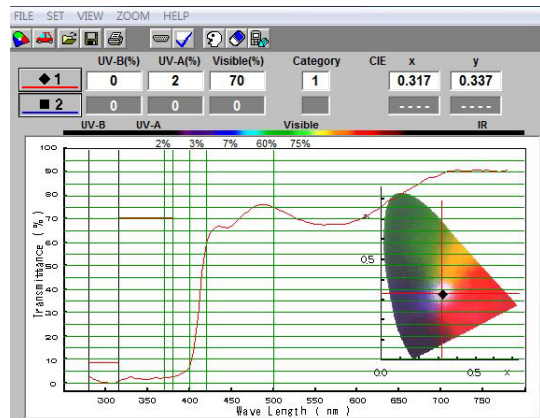 FILE SET VIEW ZOOM HELP
UV-B(%) UV-A(%) Visible(%) Category CIE x y
1 0 2 70 1 0.317 0.337
2 0 0 0 ---- ----
UV-B UV-A Visible IR
2% 3% 7% 60% 75%
100
90
80
70
60
50
40
30
20
10
0
Transmittance (%)
300 350 400 450 500 550 600 650 700 750
Wave Length ( nm )
y
0.5
0.0 0.5 x